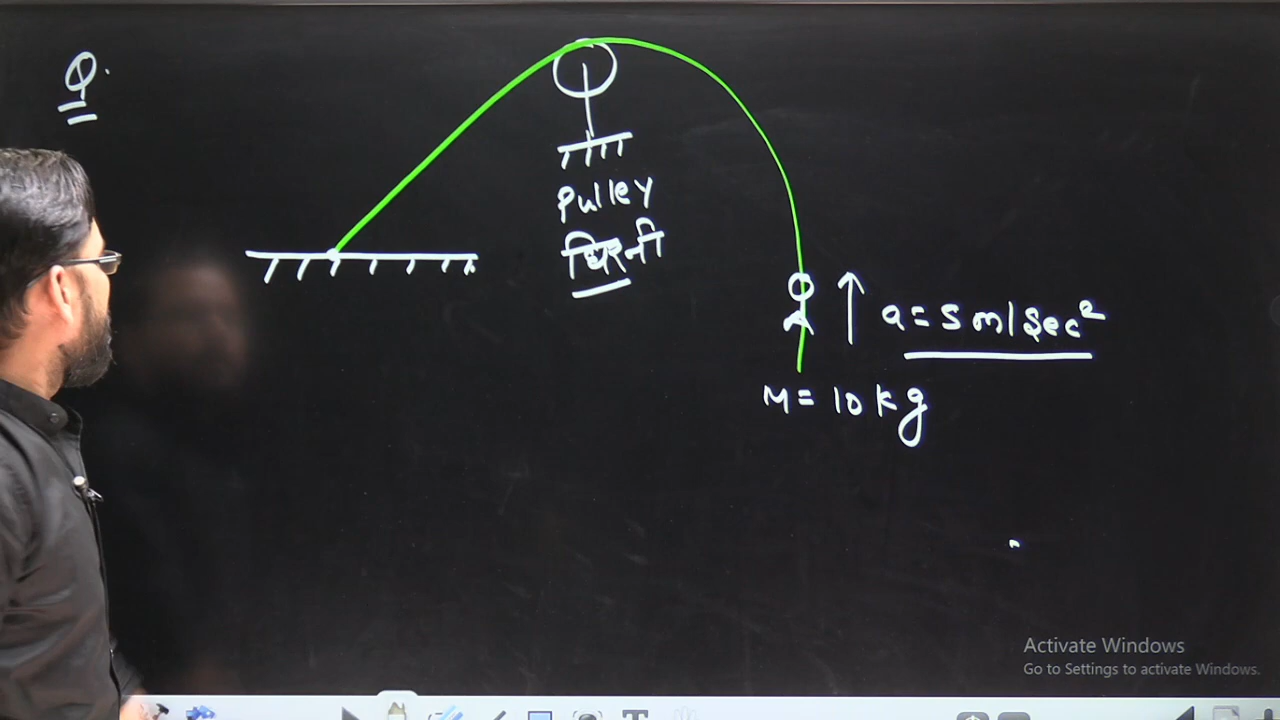 Q.
Pulley
घिरनी
a = 5 m/sec²
M = 10 kg
Activate Windows
Go to Settings to activate Windows.
T